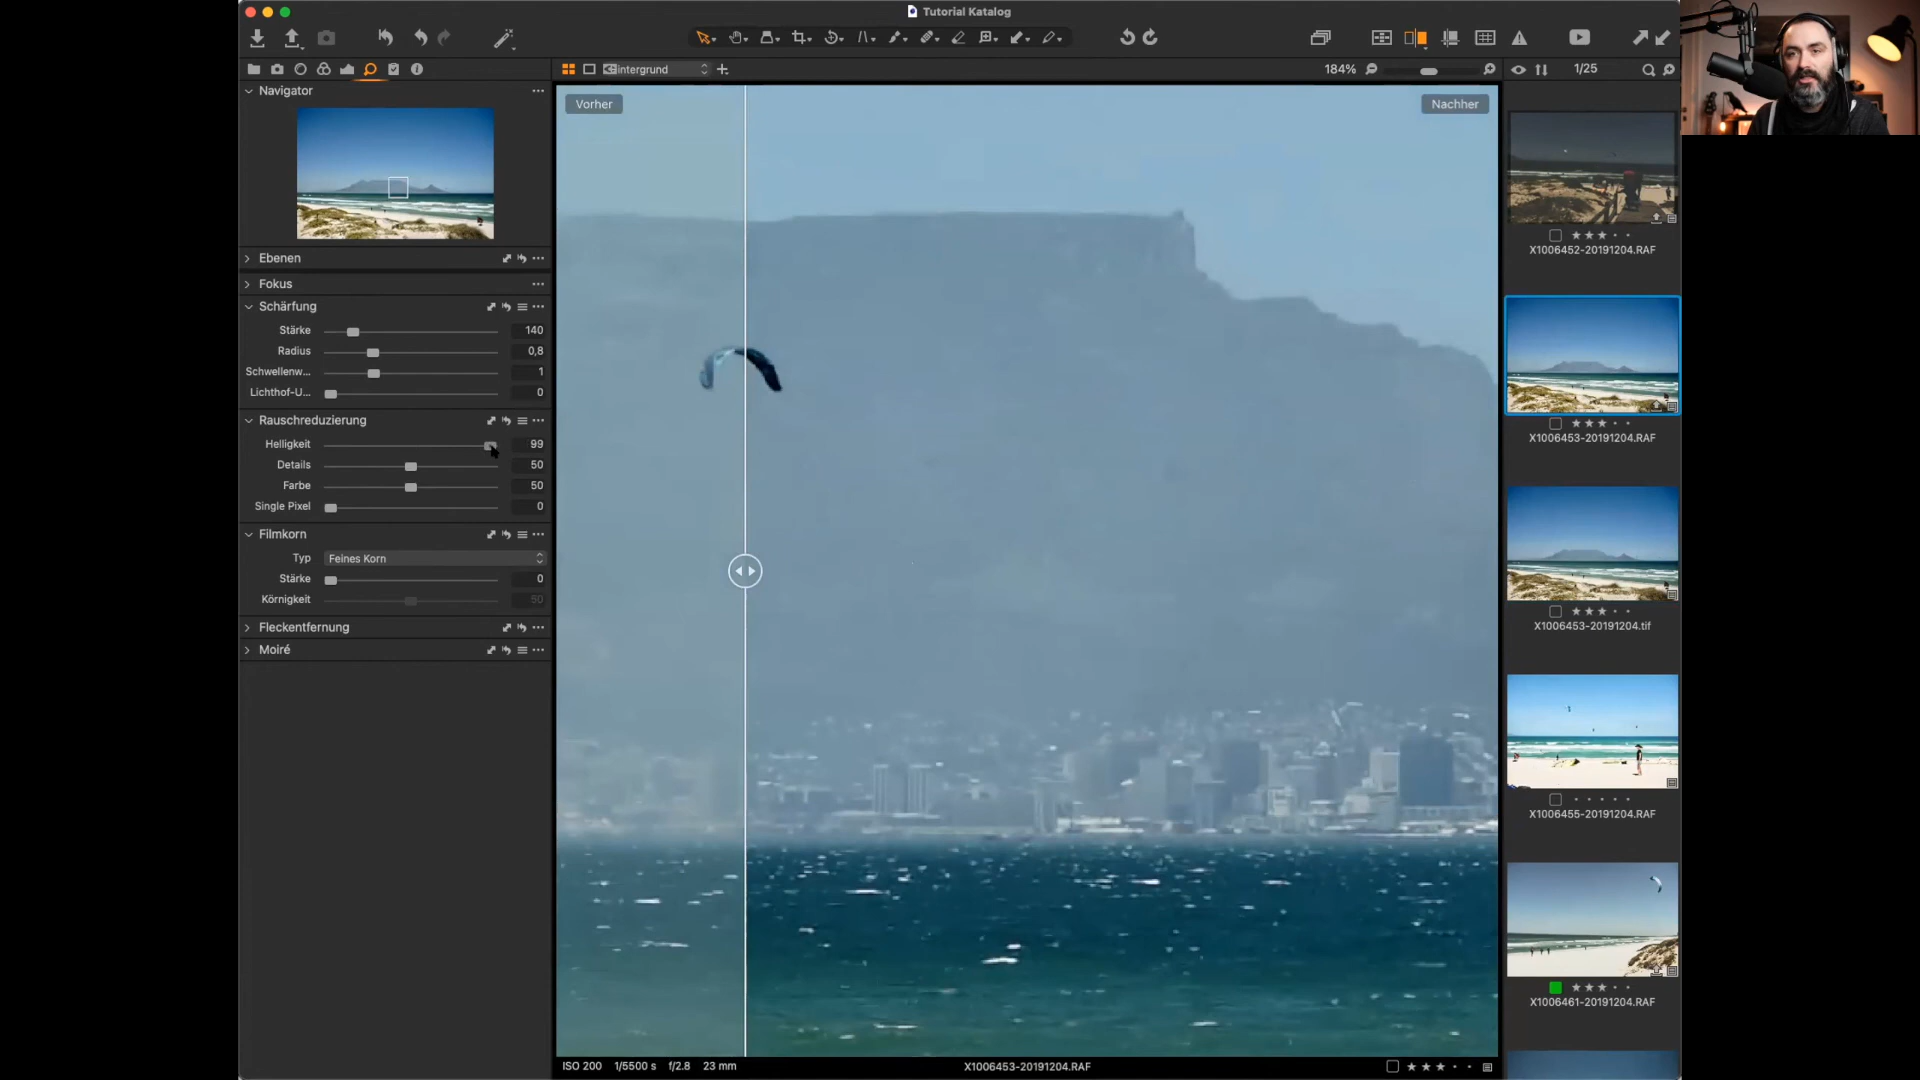 Tutorial Katalog
Hintergrund
184%
1/25
Navigator
Vorher
Nachher
Ebenen
Fokus
Schärfung
Stärke 140
Radius 0,8
Schwellenw... 1
Lichthof-U... 0
Rauschreduzierung
Helligkeit 99
Details 50
Farbe 50
Single Pixel 0
Filmkorn
Typ Feines Korn
Stärke 0
Körnigkeit 50
Fleckentfernung
Moiré
X1006452-20191204.RAF
X1006453-20191204.RAF
X1006453-20191204.tif
X1006455-20191204.RAF
X1006461-20191204.RAF
ISO 200 1/5500 s f/2.8 23 mm
X1006453-20191204.RAF